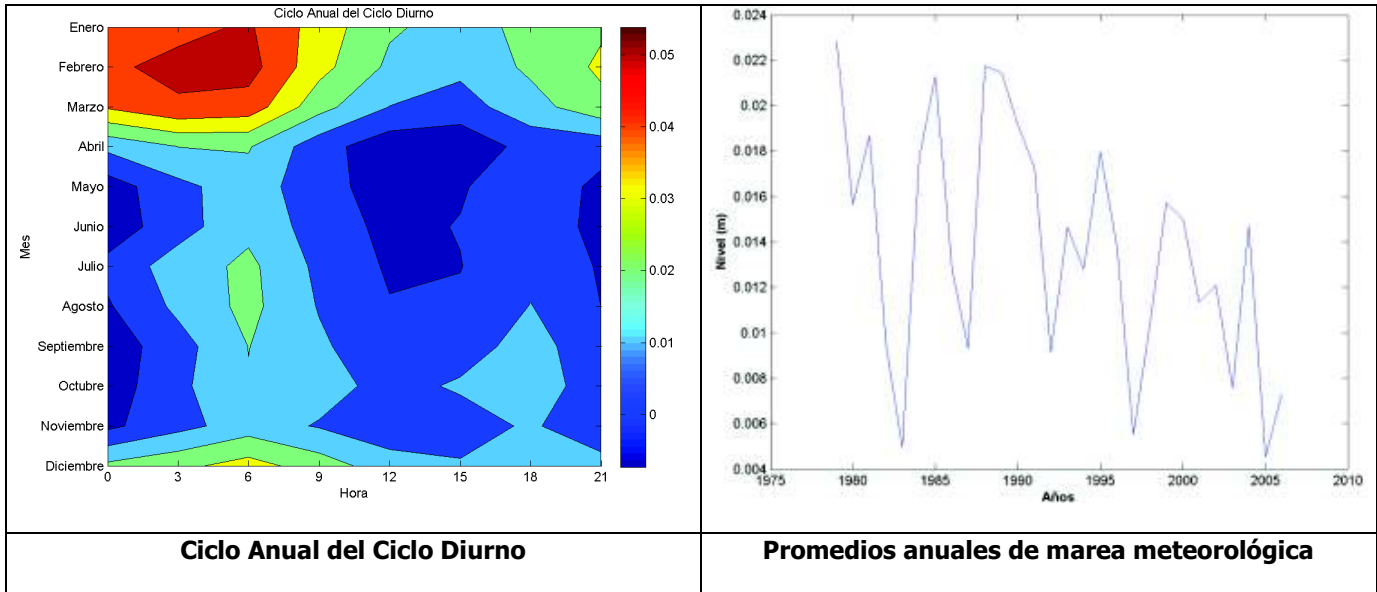 Ciclo Anual del Ciclo Diurno
Enero
Febrero
Marzo
Abril
Mayo
Junio
Julio
Agosto
Septiembre
Octubre
Noviembre
Diciembre
Mes
0 3 6 9 12 15 18 21
Hora
0.05
0.04
0.03
0.02
0.01
0
0.024
0.022
0.02
0.018
0.016
0.014
0.012
0.01
0.008
0.006
0.004
Nivel (m)
1975 1980 1985 1990 1995 2000 2005 2010
Años
Ciclo Anual del Ciclo Diurno
Promedios anuales de marea meteorológica